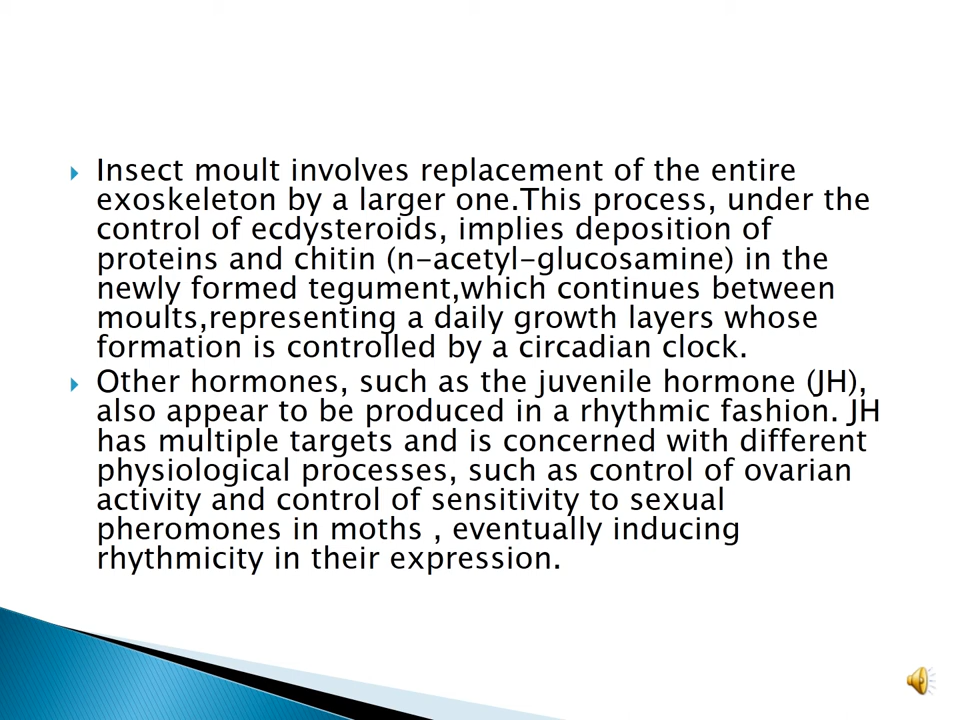 Insect moult involves replacement of the entire
exoskeleton by a larger one.This process, under the
control of ecdysteroids, implies deposition of
proteins and chitin (n-acetyl-glucosamine) in the
newly formed tegument,which continues between
moults,representing a daily growth layers whose
formation is controlled by a circadian clock.
Other hormones, such as the juvenile hormone (JH),
also appear to be produced in a rhythmic fashion. JH
has multiple targets and is concerned with different
physiological processes, such as control of ovarian
activity and control of sensitivity to sexual
pheromones in moths , eventually inducing
rhythmicity in their expression.